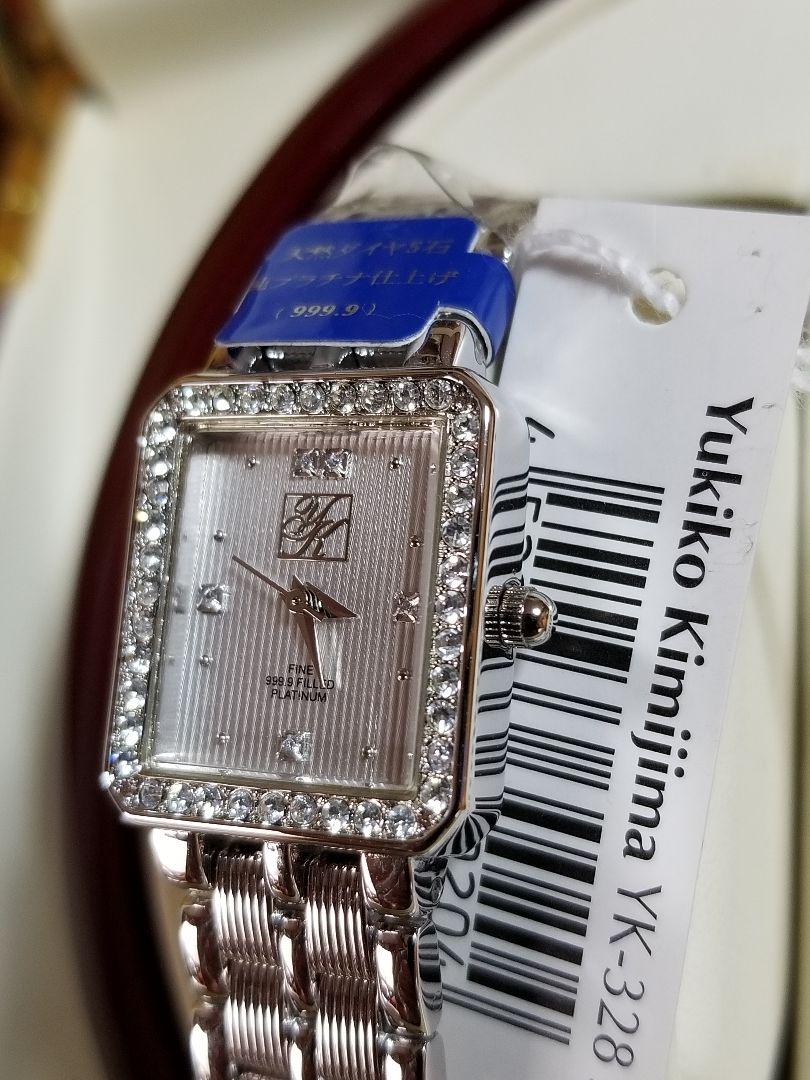 天然ダイヤ5石
純プラチナ仕上げ
(999.9)
YK
FINE
999.9 FILLED
PLATINUM
Yukiko Kimijima YK-328